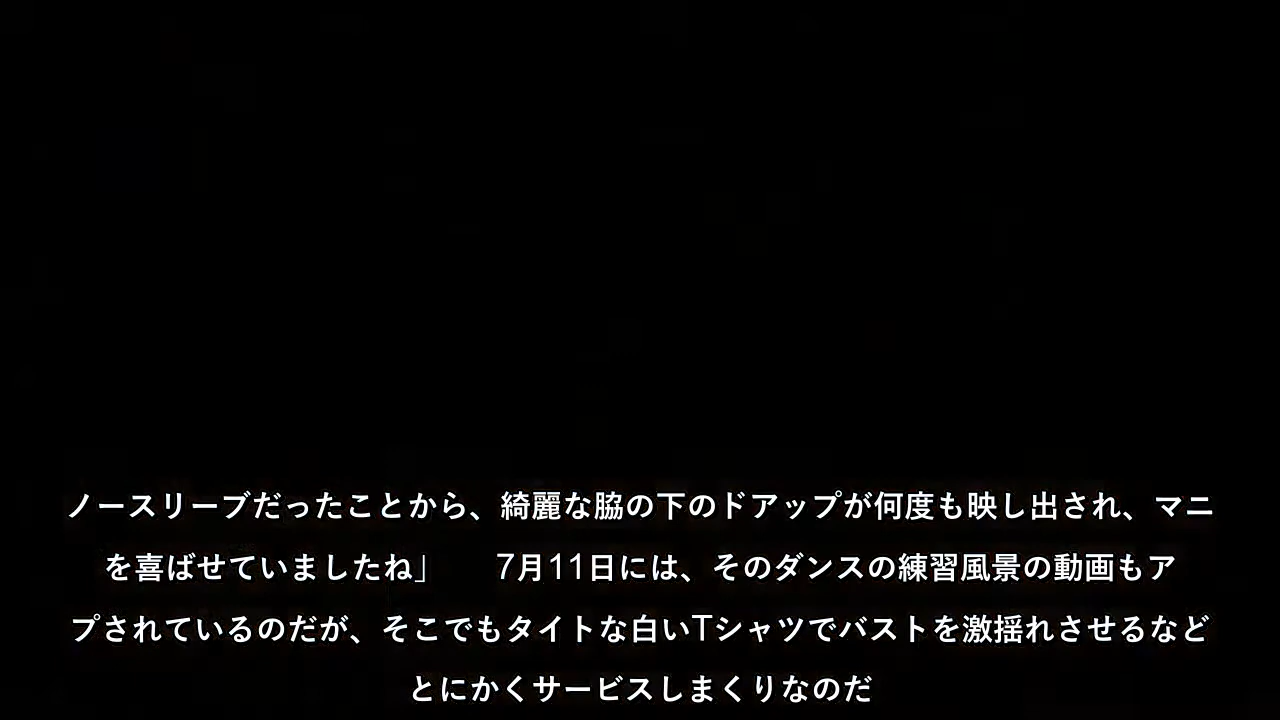 ノースリーブだったことから、綺麗な脇の下のドアップが何度も映し出され、マニ
を喜ばせていましたね」　　7月11日には、そのダンスの練習風景の動画もア
プされているのだが、そこでもタイトな白いTシャツでバストを激揺れさせるなど
とにかくサービスしまくりなのだ